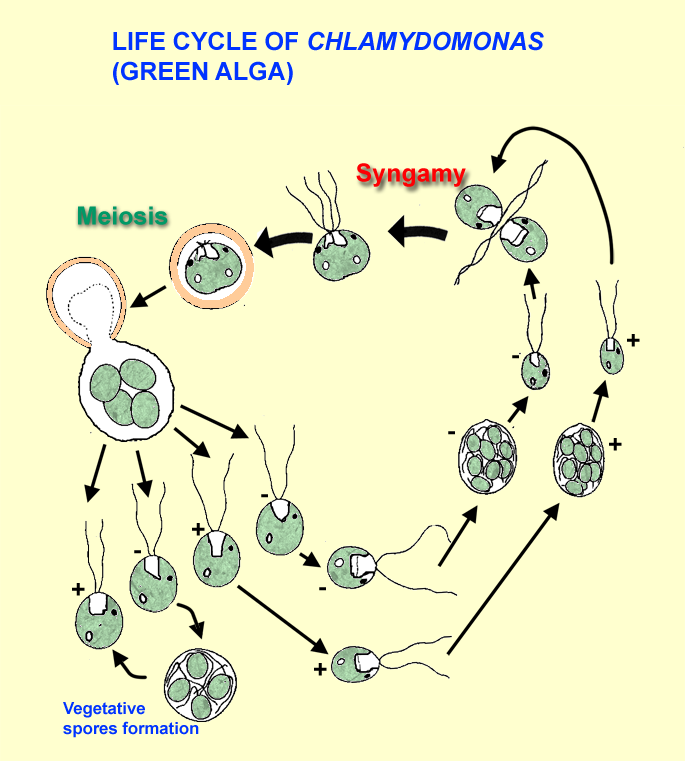 LIFE CYCLE OF CHLAMYDOMONAS
(GREEN ALGA)
Syngamy
Meiosis
+
-
-
+
-
-
+
-
+
-
+
+
Vegetative
spores formation